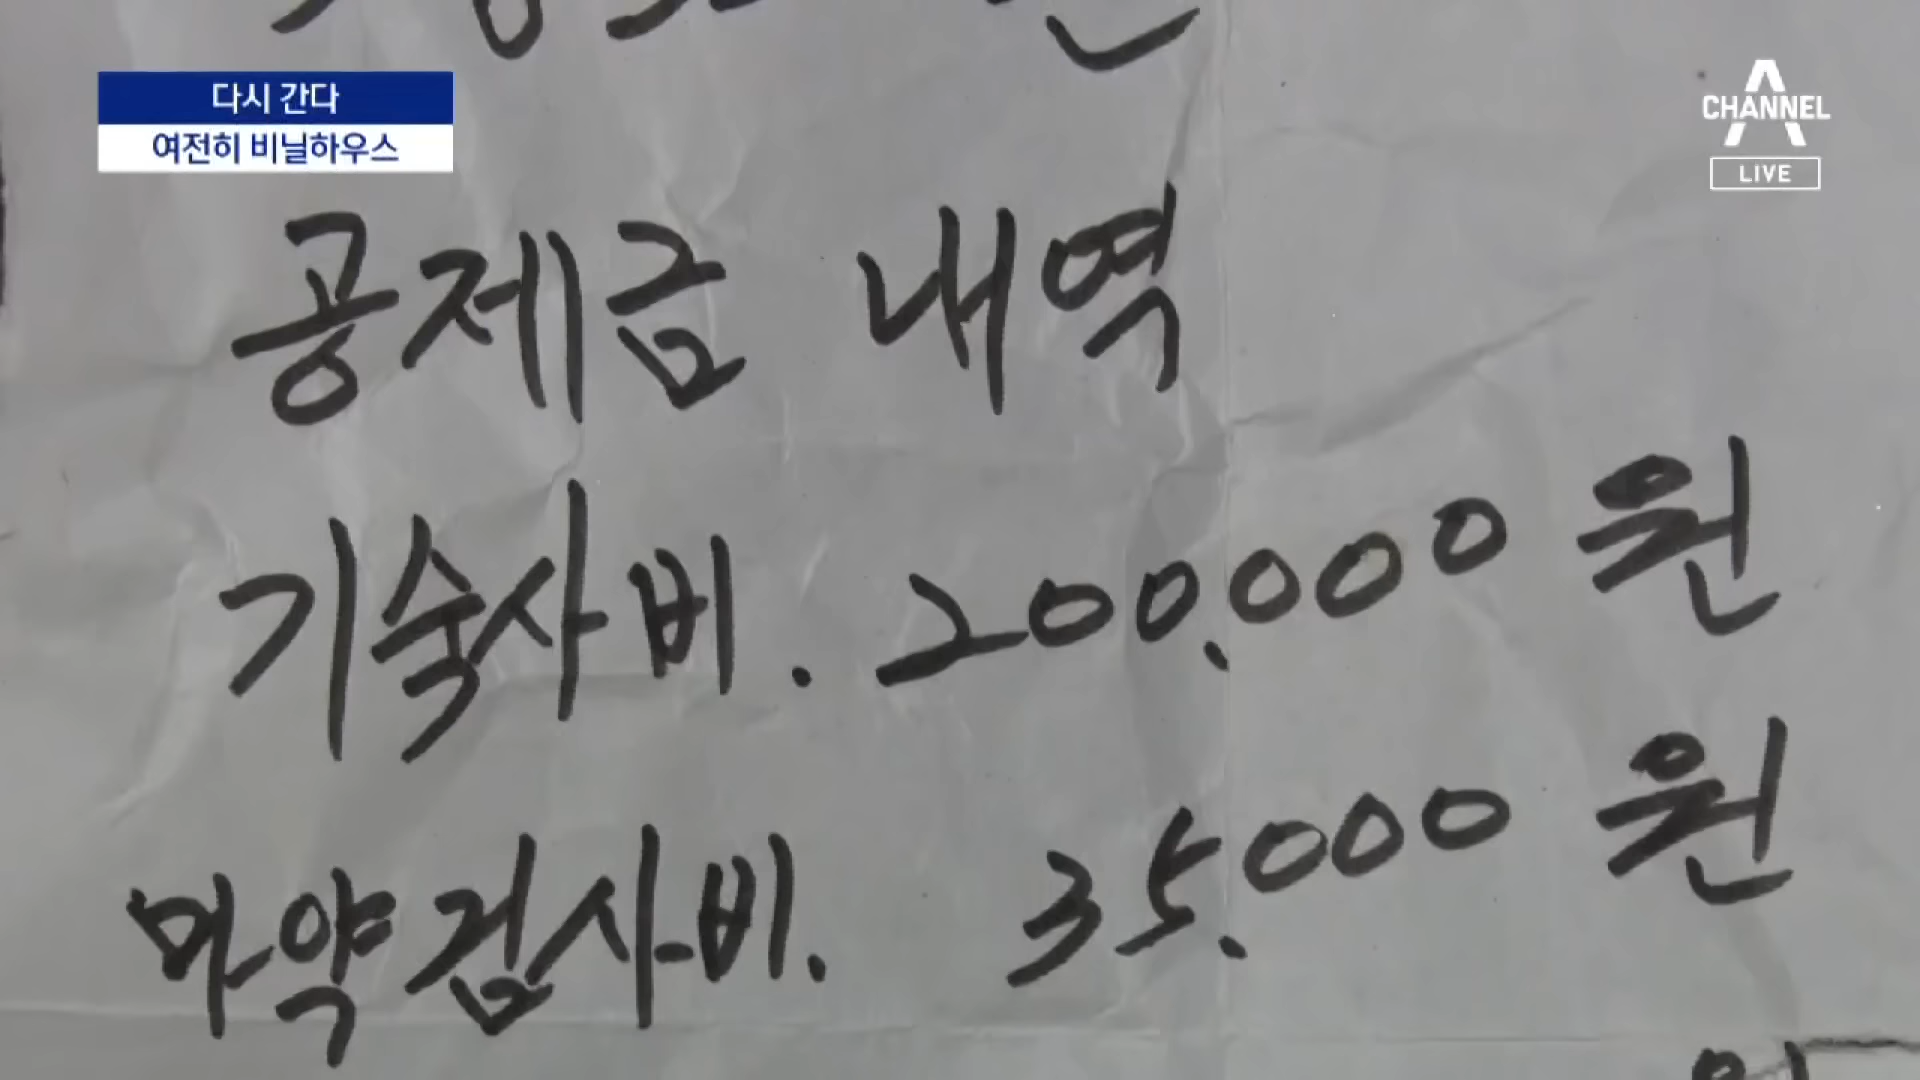 다시 간다
여전히 비닐하우스
CHANNEL
LIVE
공제금 내역
기숙사비. 200,000 원
마약검사비. 35,000 원